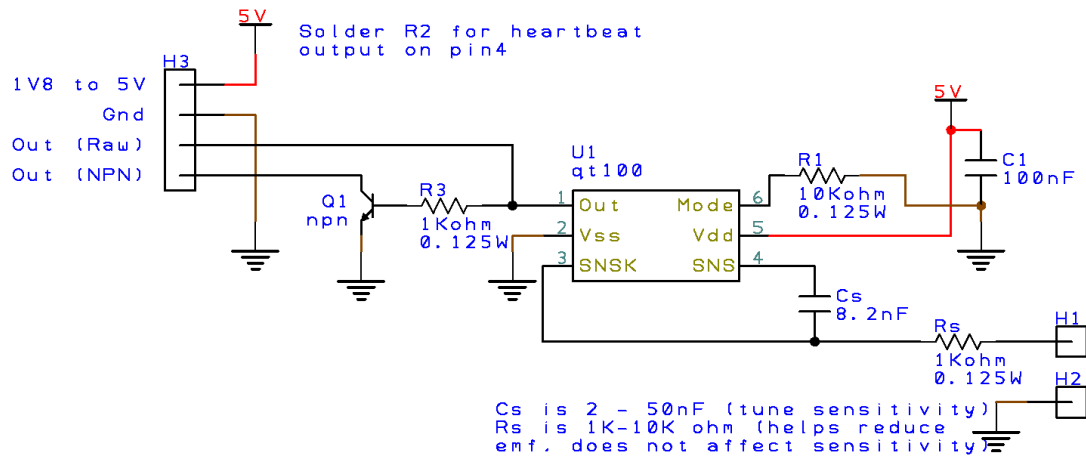 5V
Solder R2 for heartbeat
output on pin4
H3
1V8 to 5V
Gnd
Out (Raw)
Out (NPN)
Q1
npn
R3
1Kohm
0.125W
U1
qt100
1
Out
2
Vss
3
SNSK
Mode
6
Vdd
5
SNS
4
R1
10Kohm
0.125W
5V
C1
100nF
Cs
8.2nF
Rs
1Kohm
0.125W
H1
H2
Cs is 2 - 50nF (tune sensitivity)
Rs is 1K-10K ohm (helps reduce
emf. does not affect sensitivity)